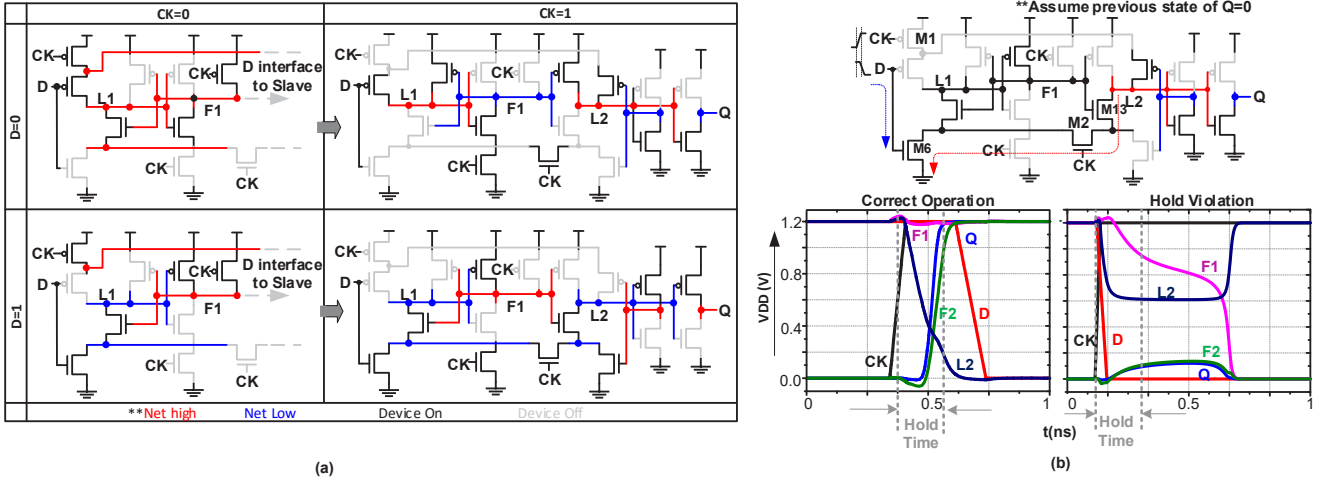 CK=0
CK=1
D=0
CK
D
L1
CK
F1
CK
CK
D interface
to Slave
CK
D
L1
CK
F1
CK
L2
CK
Q
D=1
CK
D
L1
CK
F1
CK
CK
D interface
to Slave
CK
D
L1
CK
F1
CK
L2
CK
Q
**Net high
Net Low
Device On
Device Off
(a)
**Assume previous state of Q=0
CK
M1
D
CK
L1
F1
L2
M13
M2
M6
CK
CK
Q
Correct Operation
Hold Violation
VDD (V)
1.2
0.8
0.4
0.0
F1
Q
F2
D
CK
L2
0
0.5
1
Hold
Time
F1
L2
CK
D
F2
Q
0
0.5
1
Hold
Time
t(ns)
(b)